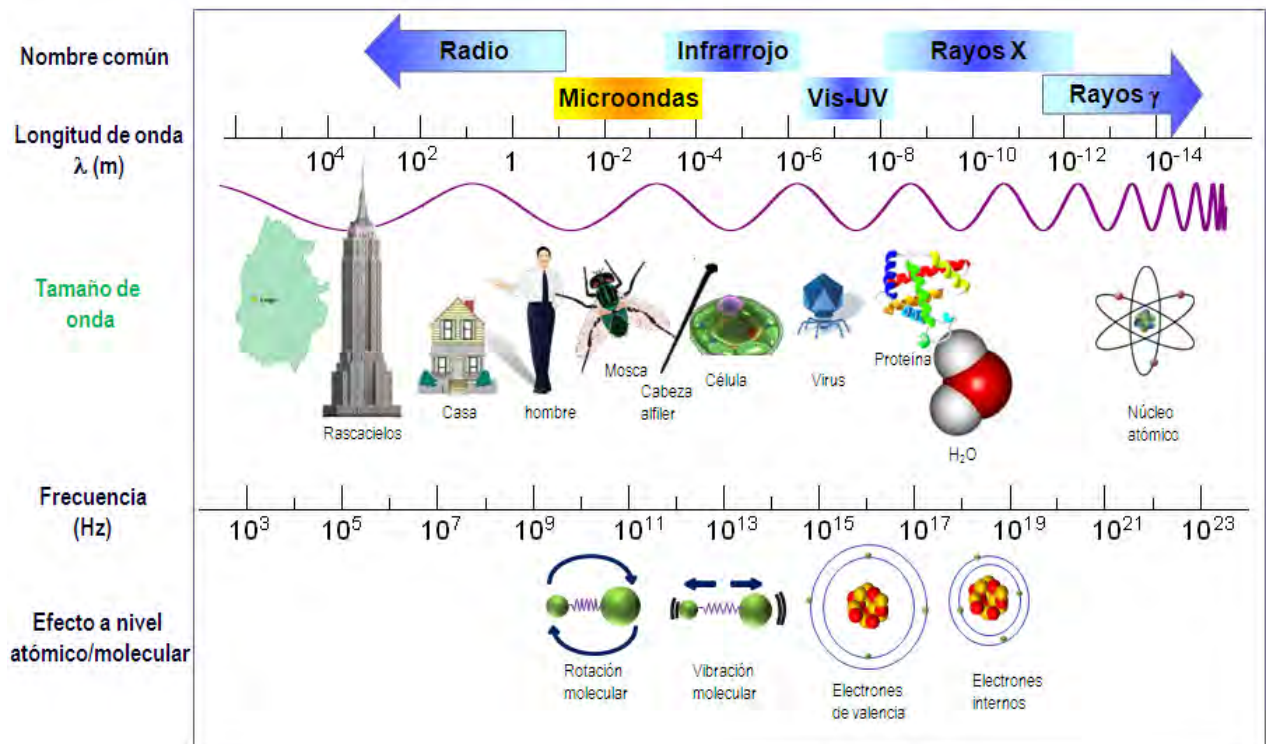 Nombre común
Radio
Infrarrojo
Rayos X
Microondas
Vis-UV
Rayos γ
Longitud de onda
λ (m)
10⁴ 10² 1 10⁻² 10⁻⁴ 10⁻⁶ 10⁻⁸ 10⁻¹⁰ 10⁻¹² 10⁻¹⁴
Tamaño de
onda
Rascacielos
Casa
hombre
Mosca
Cabeza
alfiler
Célula
Virus
Proteína
H₂O
Núcleo
atómico
Frecuencia
(Hz)
10³ 10⁵ 10⁷ 10⁹ 10¹¹ 10¹³ 10¹⁵ 10¹⁷ 10¹⁹ 10²¹ 10²³
Efecto a nivel
atómico/molecular
Rotación
molecular
Vibración
molecular
Electrones
de valencia
Electrones
internos